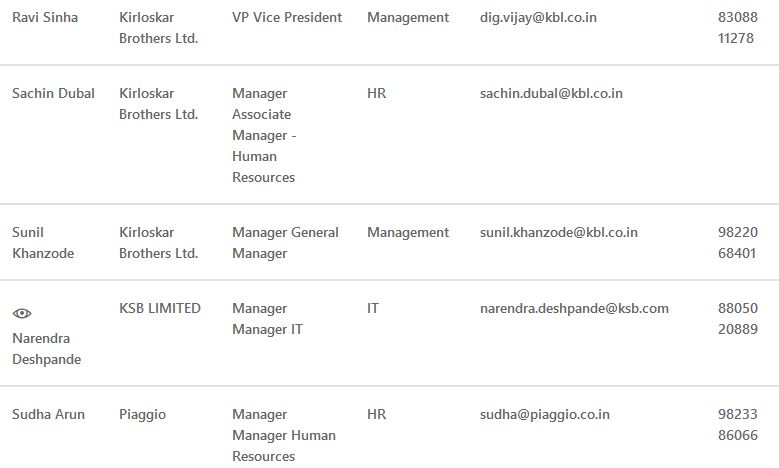 Ravi Sinha Kirloskar VP Vice President Management dig.vijay@kbl.co.in 83088
Brothers Ltd. 11278
Sachin Dubal Kirloskar Manager HR sachin.dubal@kbl.co.in
Brothers Ltd. Associate
Manager -
Human
Resources
Sunil Kirloskar Manager General Management sunil.khanzode@kbl.co.in 98220
Khanzode Brothers Ltd. Manager 68401
KSB LIMITED Manager IT narendra.deshpande@ksb.com 88050
Manager IT 20889
Narendra
Deshpande
Sudha Arun Piaggio Manager HR sudha@piaggio.co.in 98233
Manager Human 86066
Resources